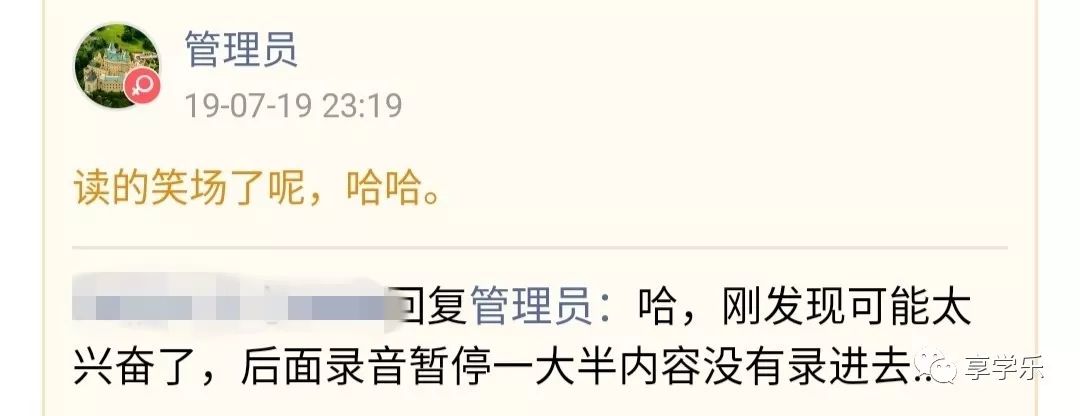 管理员
19-07-19 23:19
读的笑场了呢，哈哈。
回复管理员：哈，刚发现可能太
兴奋了，后面录音暂停一大半内容没有录进去..
享学乐